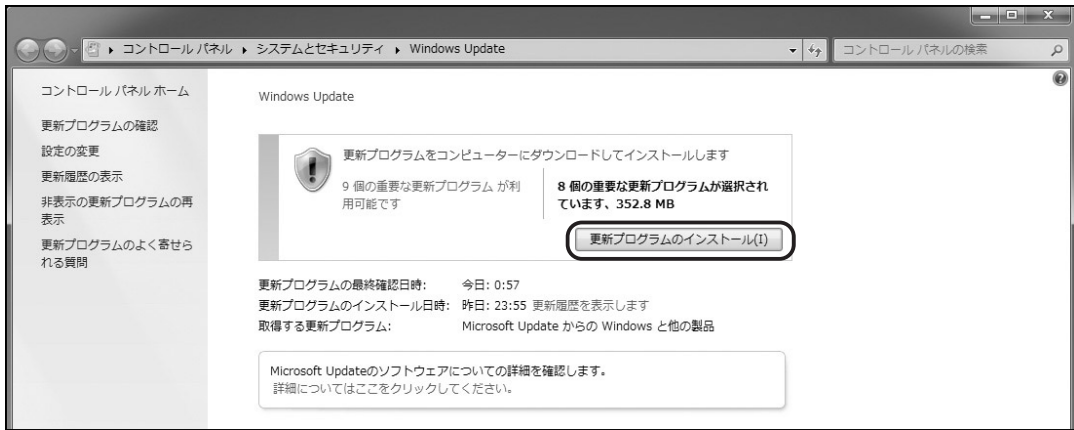 コントロール パネル ▸ システムとセキュリティ ▸ Windows Update
コントロール パネルの検索
コントロール パネル ホーム
更新プログラムの確認
設定の変更
更新履歴の表示
非表示の更新プログラムの再
表示
更新プログラムのよく寄せら
れる質問
Windows Update
更新プログラムをコンピューターにダウンロードしてインストールします
9 個の重要な更新プログラム が利
用可能です
8 個の重要な更新プログラムが選択され
ています、352.8 MB
更新プログラムのインストール(I)
更新プログラムの最終確認日時: 今日: 0:57
更新プログラムのインストール日時: 昨日: 23:55 更新履歴を表示します
取得する更新プログラム: Microsoft Update からの Windows と他の製品
Microsoft Updateのソフトウェアについての詳細を確認します。
詳細についてはここをクリックしてください。